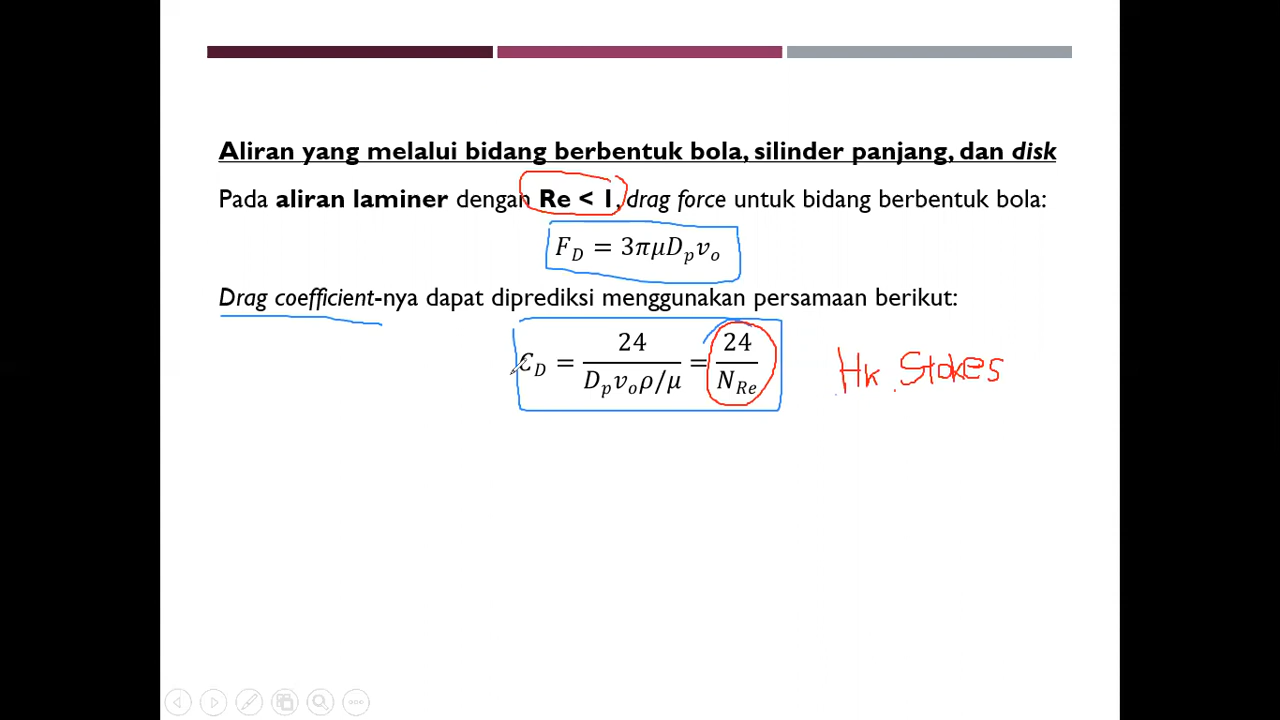 Aliran yang melalui bidang berbentuk bola, silinder panjang, dan disk
Pada aliran laminer dengan Re < 1, drag force untuk bidang berbentuk bola:
F_D = 3πμD_pv_o
Drag coefficient-nya dapat diprediksi menggunakan persamaan berikut:
C_D = 24 / (D_pv_oρ/μ) = 24 / N_Re
Hk. Stokes